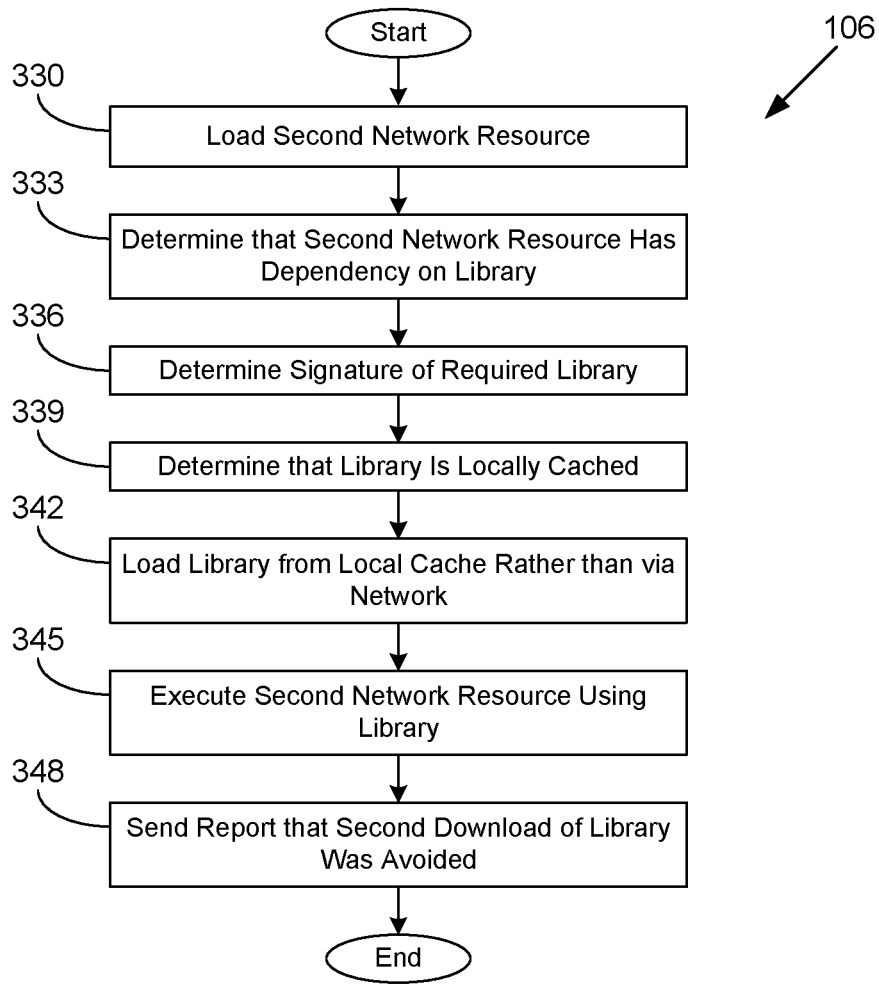 Start
106
330
Load Second Network Resource
333
Determine that Second Network Resource Has
Dependency on Library
336
Determine Signature of Required Library
339
Determine that Library Is Locally Cached
342
Load Library from Local Cache Rather than via
Network
345
Execute Second Network Resource Using
Library
348
Send Report that Second Download of Library
Was Avoided
End